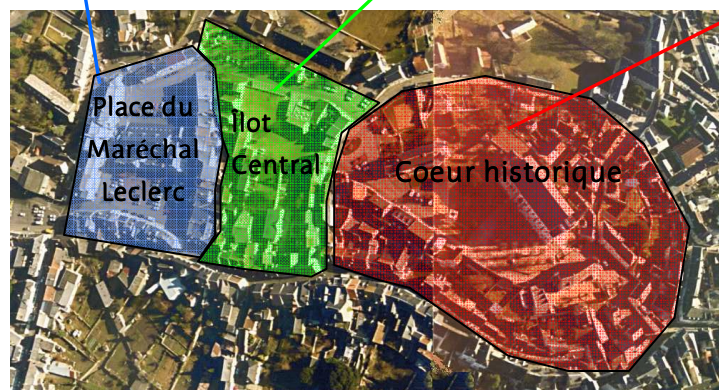 Place du
Maréchal
Leclerc
Ilot
Central
Coeur historique